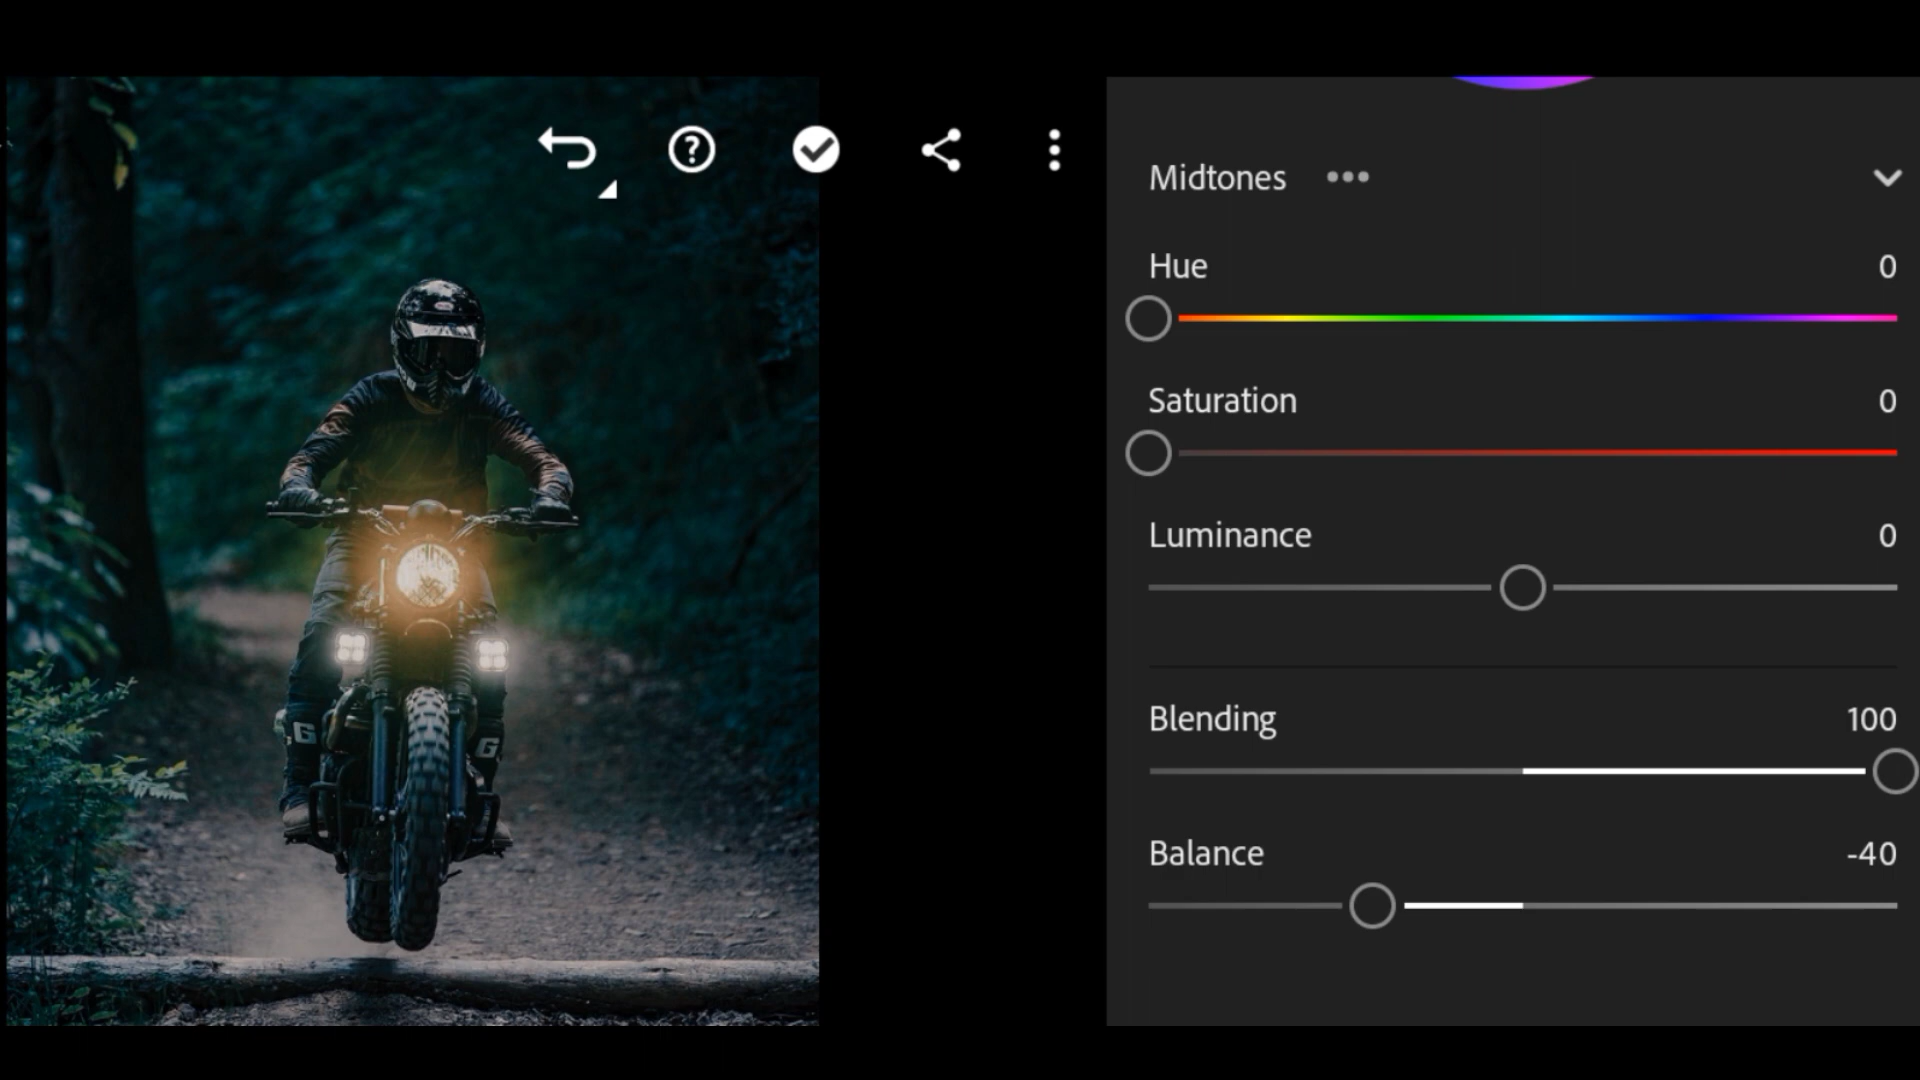 Midtones
Hue 0
Saturation 0
Luminance 0
Blending 100
Balance -40
G
G